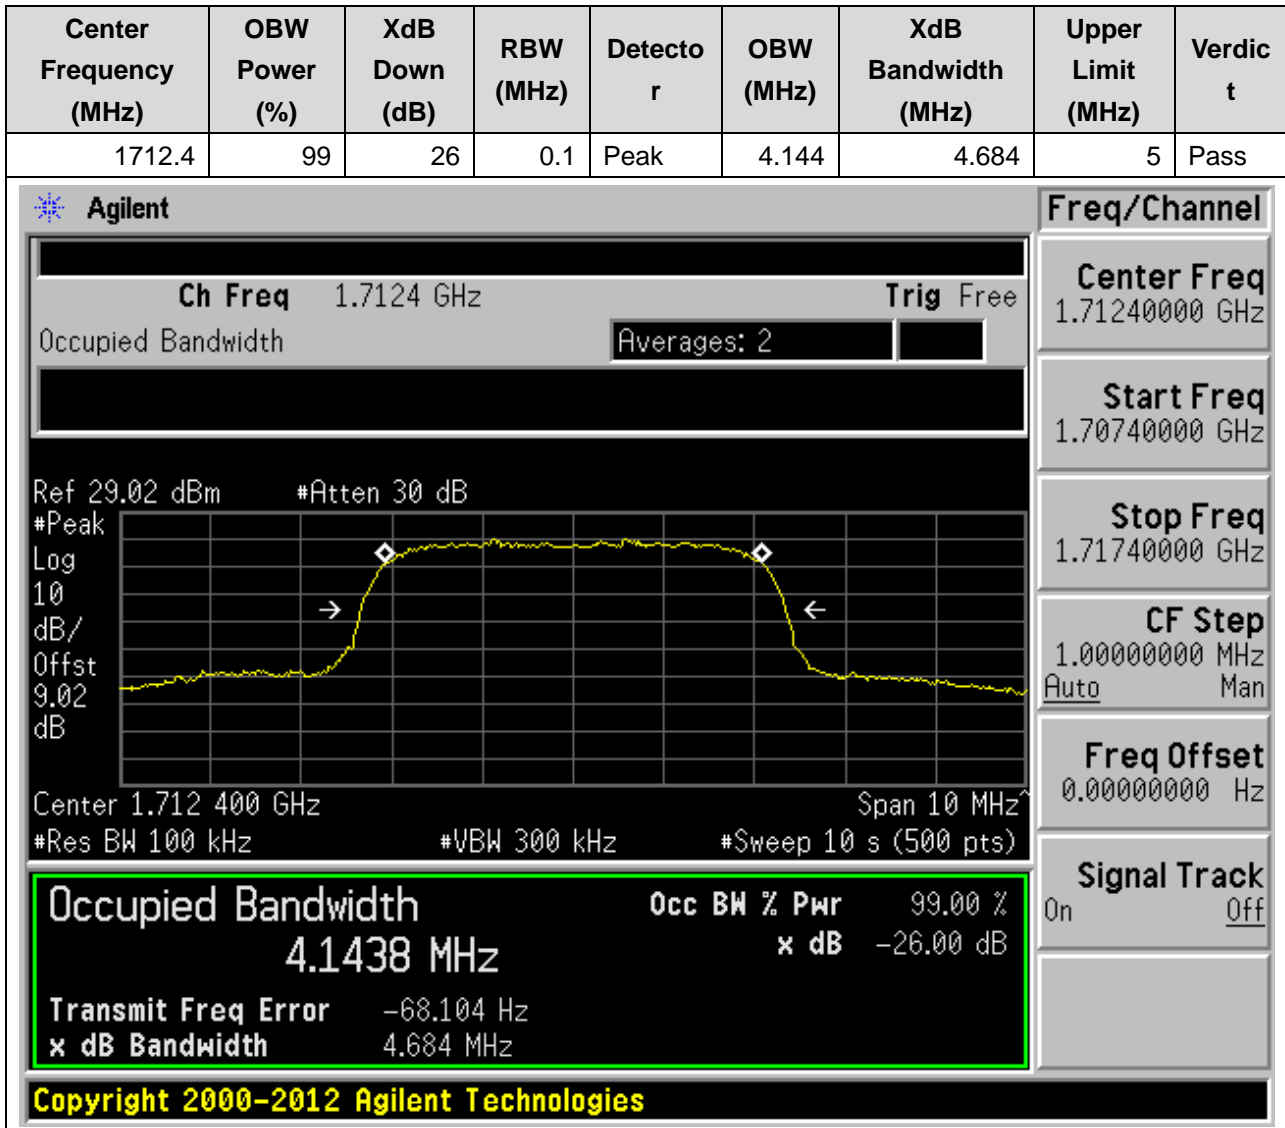 Center Frequency (MHz) OBW Power (%) XdB Down (dB) RBW (MHz) Detecto r OBW (MHz) XdB Bandwidth (MHz) Upper Limit (MHz) Verdic t
1712.4 99 26 0.1 Peak 4.144 4.684 5 Pass
Agilent
Freq/Channel
Ch Freq 1.7124 GHz Trig Free
Occupied Bandwidth Averages: 2
Center Freq
1.71240000 GHz
Start Freq
1.70740000 GHz
Stop Freq
1.71740000 GHz
CF Step
1.00000000 MHz
Auto Man
Freq Offset
0.00000000 Hz
Signal Track
On Off
Ref 29.02 dBm #Atten 30 dB
#Peak
Log
10
dB/
Offst
9.02
dB
Center 1.712 400 GHz Span 10 MHz^
#Res BW 100 kHz #VBW 300 kHz #Sweep 10 s (500 pts)
Occupied Bandwidth Occ BW % Pwr 99.00 %
4.1438 MHz x dB -26.00 dB
Transmit Freq Error -68.104 Hz
x dB Bandwidth 4.684 MHz
Copyright 2000-2012 Agilent Technologies